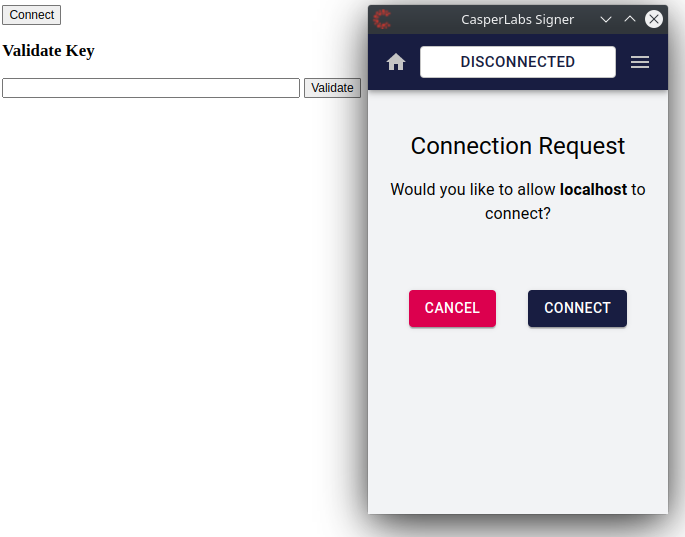 Connect
Validate Key
Validate
CasperLabs Signer
DISCONNECTED
Connection Request
Would you like to allow localhost to
connect?
CANCEL
CONNECT